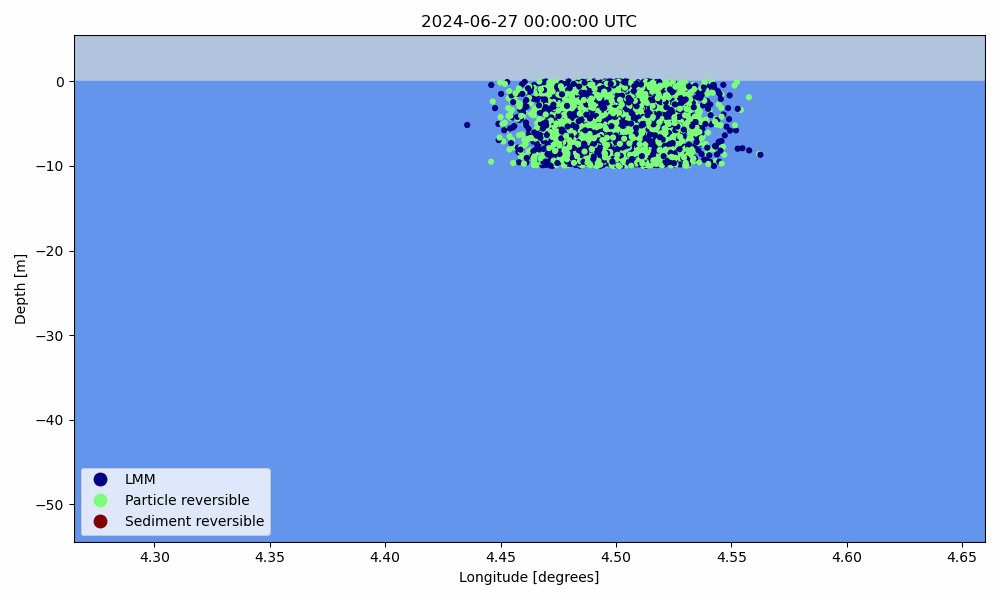 2024-06-27 00:00:00 UTC
Depth [m]
0
−10
−20
−30
−40
−50
LMM
Particle reversible
Sediment reversible
4.30 4.35 4.40 4.45 4.50 4.55 4.60 4.65
Longitude [degrees]